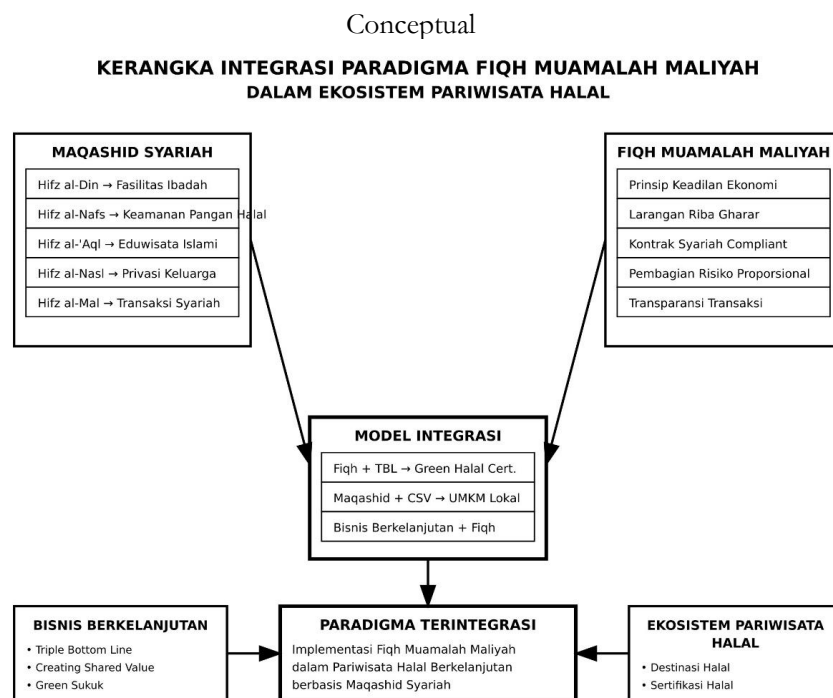 Conceptual
KERANGKA INTEGRASI PARADIGMA FIQH MUAMALAH MALIYAH
DALAM EKOSISTEM PARIWISATA HALAL
MAQASHID SYARIAH
Hifz al-Din → Fasilitas Ibadah
Hifz al-Nafs → Keamanan Pangan Halal
Hifz al-'Aql → Eduwisata Islami
Hifz al-Nasl → Privasi Keluarga
Hifz al-Mal → Transaksi Syariah
FIQH MUAMALAH MALIYAH
Prinsip Keadilan Ekonomi
Larangan Riba Gharar
Kontrak Syariah Compliant
Pembagian Risiko Proporsional
Transparansi Transaksi
MODEL INTEGRASI
Fiqh + TBL → Green Halal Cert.
Maqashid + CSV → UMKM Lokal
Bisnis Berkelanjutan + Fiqh
BISNIS BERKELANJUTAN
• Triple Bottom Line
• Creating Shared Value
• Green Sukuk
PARADIGMA TERINTEGRASI
Implementasi Fiqh Muamalah Maliyah
dalam Pariwisata Halal Berkelanjutan
berbasis Maqashid Syariah
EKOSISTEM PARIWISATA
HALAL
• Destinasi Halal
• Sertifikasi Halal